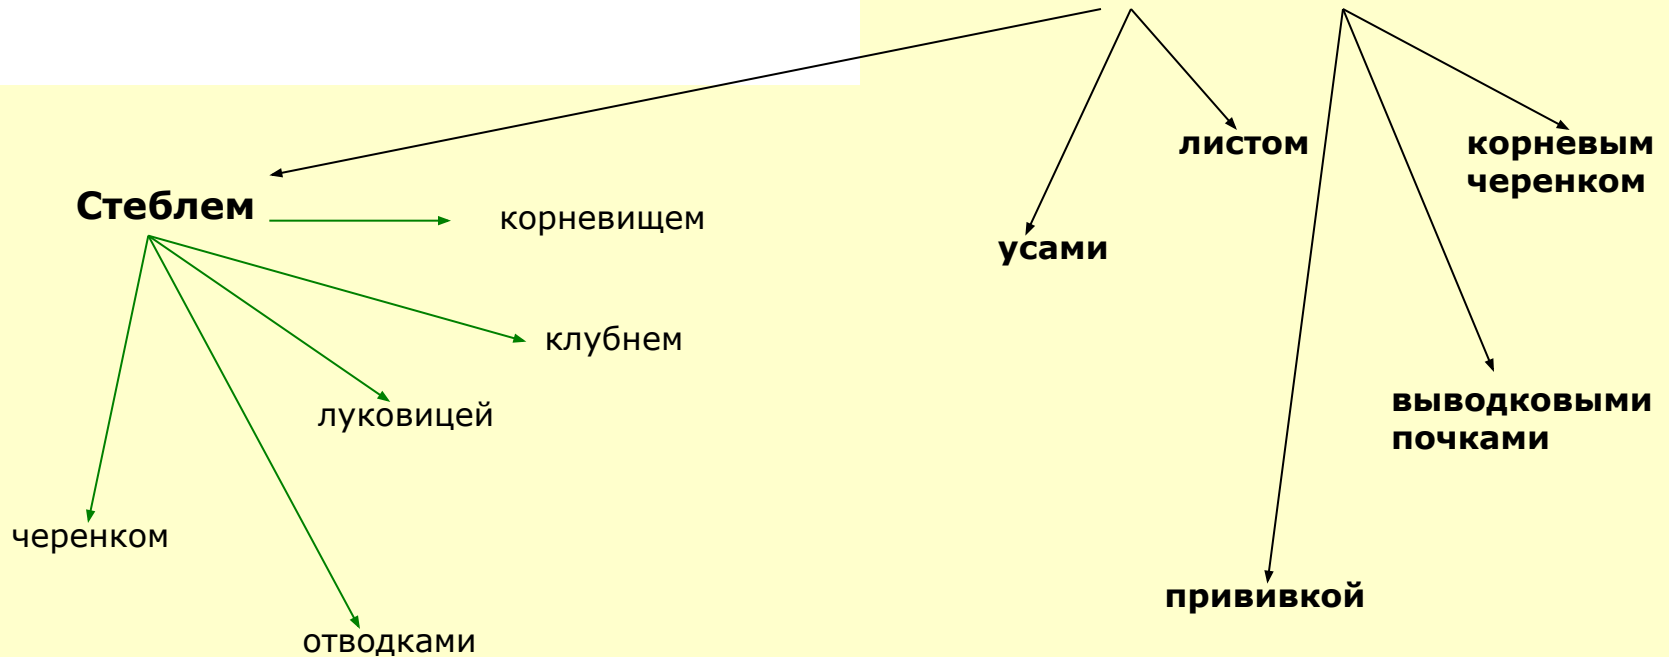 листом
корневым
черенком
Стеблем
корневищем
усами
клубнем
луковицей
выводковыми
почками
черенком
прививкой
отводками